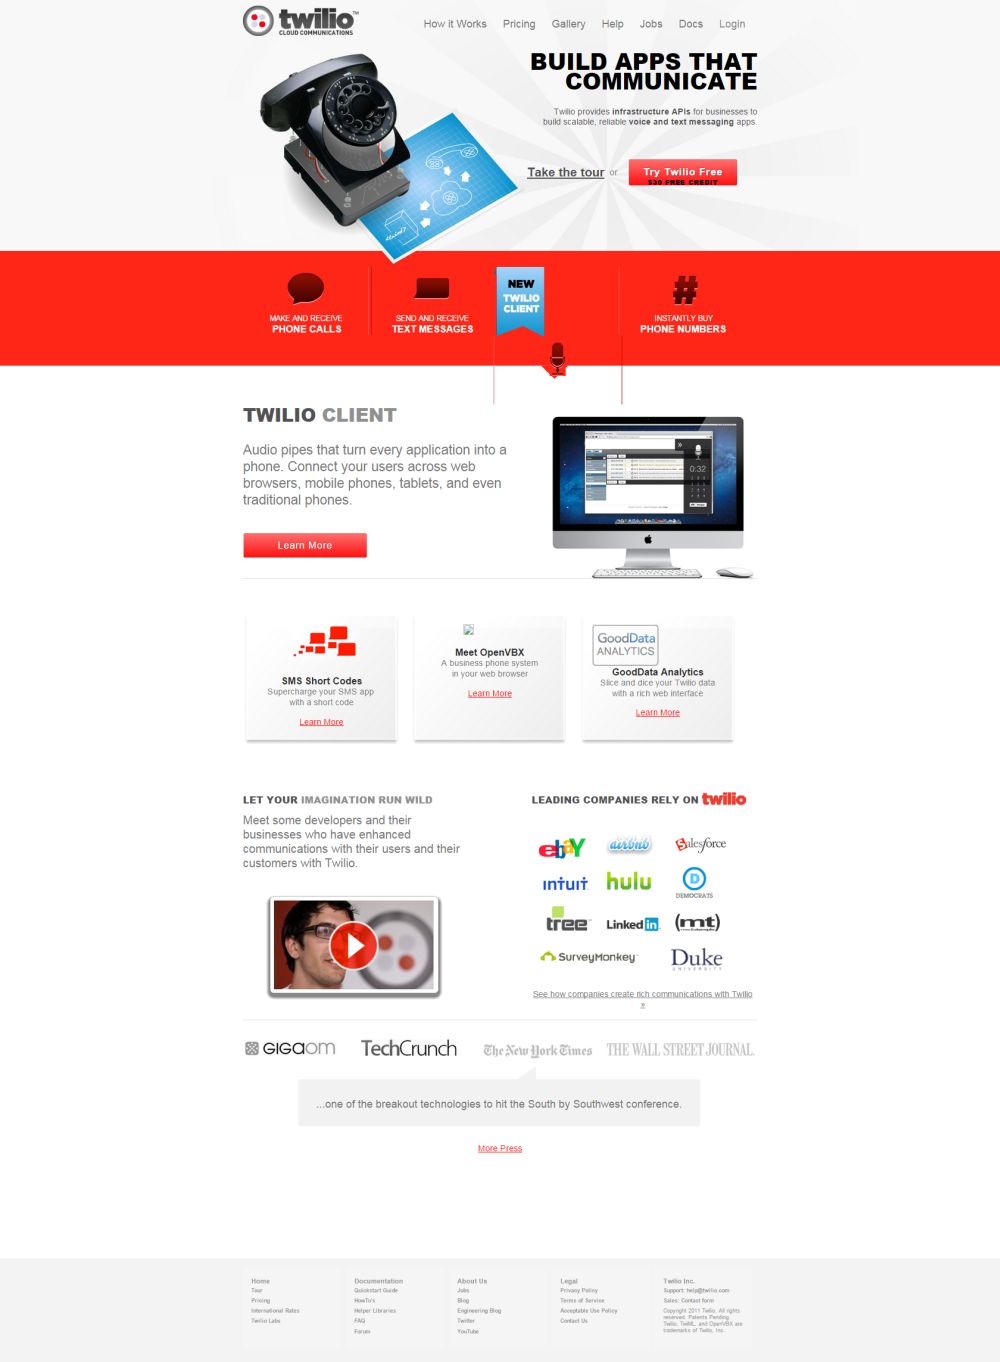 twilio™
CLOUD COMMUNICATIONS
How it Works Pricing Gallery Help Jobs Docs Login
BUILD APPS THAT
COMMUNICATE
Twilio provides infrastructure APIs for businesses to
build scalable, reliable voice and text messaging apps.
Take the tour or Try Twilio Free
$30 FREE CREDIT
MAKE AND RECEIVE
PHONE CALLS
SEND AND RECEIVE
TEXT MESSAGES
NEW
TWILIO
CLIENT
INSTANTLY BUY
PHONE NUMBERS
TWILIO CLIENT
Audio pipes that turn every application into a
phone. Connect your users across web
browsers, mobile phones, tablets, and even
traditional phones.
Learn More
0:32
SMS Short Codes
Supercharge your SMS app
with a short code
Learn More
Meet OpenVBX
A business phone system
in your web browser
Learn More
GoodData
ANALYTICS
GoodData Analytics
Slice and dice your Twilio data
with a rich web interface
Learn More
LET YOUR IMAGINATION RUN WILD
Meet some developers and their
businesses who have enhanced
communications with their users and their
customers with Twilio.
LEADING COMPANIES RELY ON twilio
ebay airbnb salesforce
intuit hulu D
DEMOCRATS
tree LinkedIn (mt)
SurveyMonkey Duke
UNIVERSITY
See how companies create rich communications with Twilio
»
GIGAOM TechCrunch The New York Times THE WALL STREET JOURNAL.
...one of the breakout technologies to hit the South by Southwest conference.
More Press
Home
Tour
Pricing
International Rates
Twilio Labs
Documentation
Quickstart Guide
HowTo's
Helper Libraries
FAQ
Forum
About Us
Jobs
Blog
Engineering Blog
Twitter
YouTube
Legal
Privacy Policy
Terms of Service
Acceptable Use Policy
Contact Us
Twilio Inc.
Support: help@twilio.com
Sales: Contact form
Copyright 2011 Twilio. All rights
reserved. Patents Pending.
Twilio, TwiML, and OpenVBX are
trademarks of Twilio, Inc.